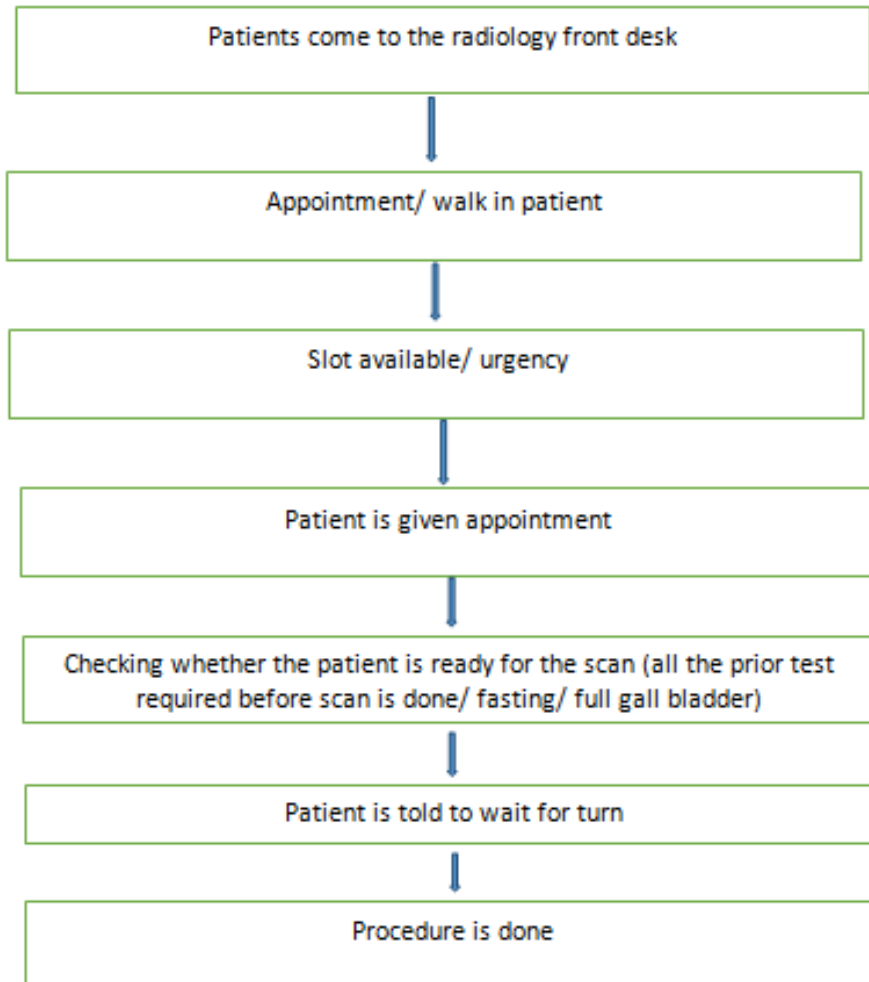 Patients come to the radiology front desk
Appointment/ walk in patient
Slot available/ urgency
Patient is given appointment
Checking whether the patient is ready for the scan (all the prior test
required before scan is done/ fasting/ full gall bladder)
Patient is told to wait for turn
Procedure is done